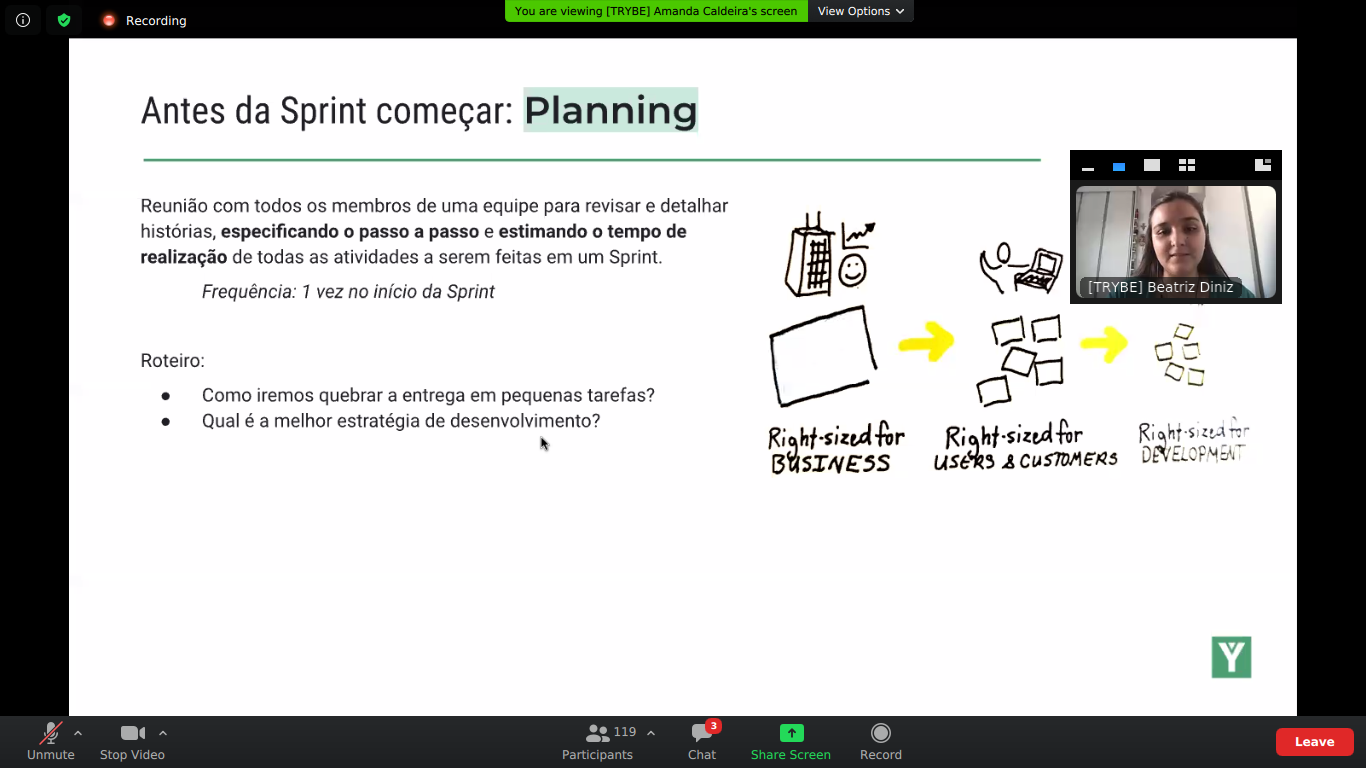 You are viewing [TRYBE] Amanda Caldeira's screen
View Options
Recording
Antes da Sprint começar: Planning
Reunião com todos os membros de uma equipe para revisar e detalhar
histórias, especificando o passo a passo e estimando o tempo de
realização de todas as atividades a serem feitas em um Sprint.
Frequência: 1 vez no início da Sprint
Roteiro:
● Como iremos quebrar a entrega em pequenas tarefas?
● Qual é a melhor estratégia de desenvolvimento?
[TRYBE] Beatriz Diniz
Right-sized for
BUSINESS
Right-sized for
USERS & CUSTOMERS
Right-sized for
DEVELOPMENT
Y
Unmute
Stop Video
119
Participants
3
Chat
Share Screen
Record
Leave